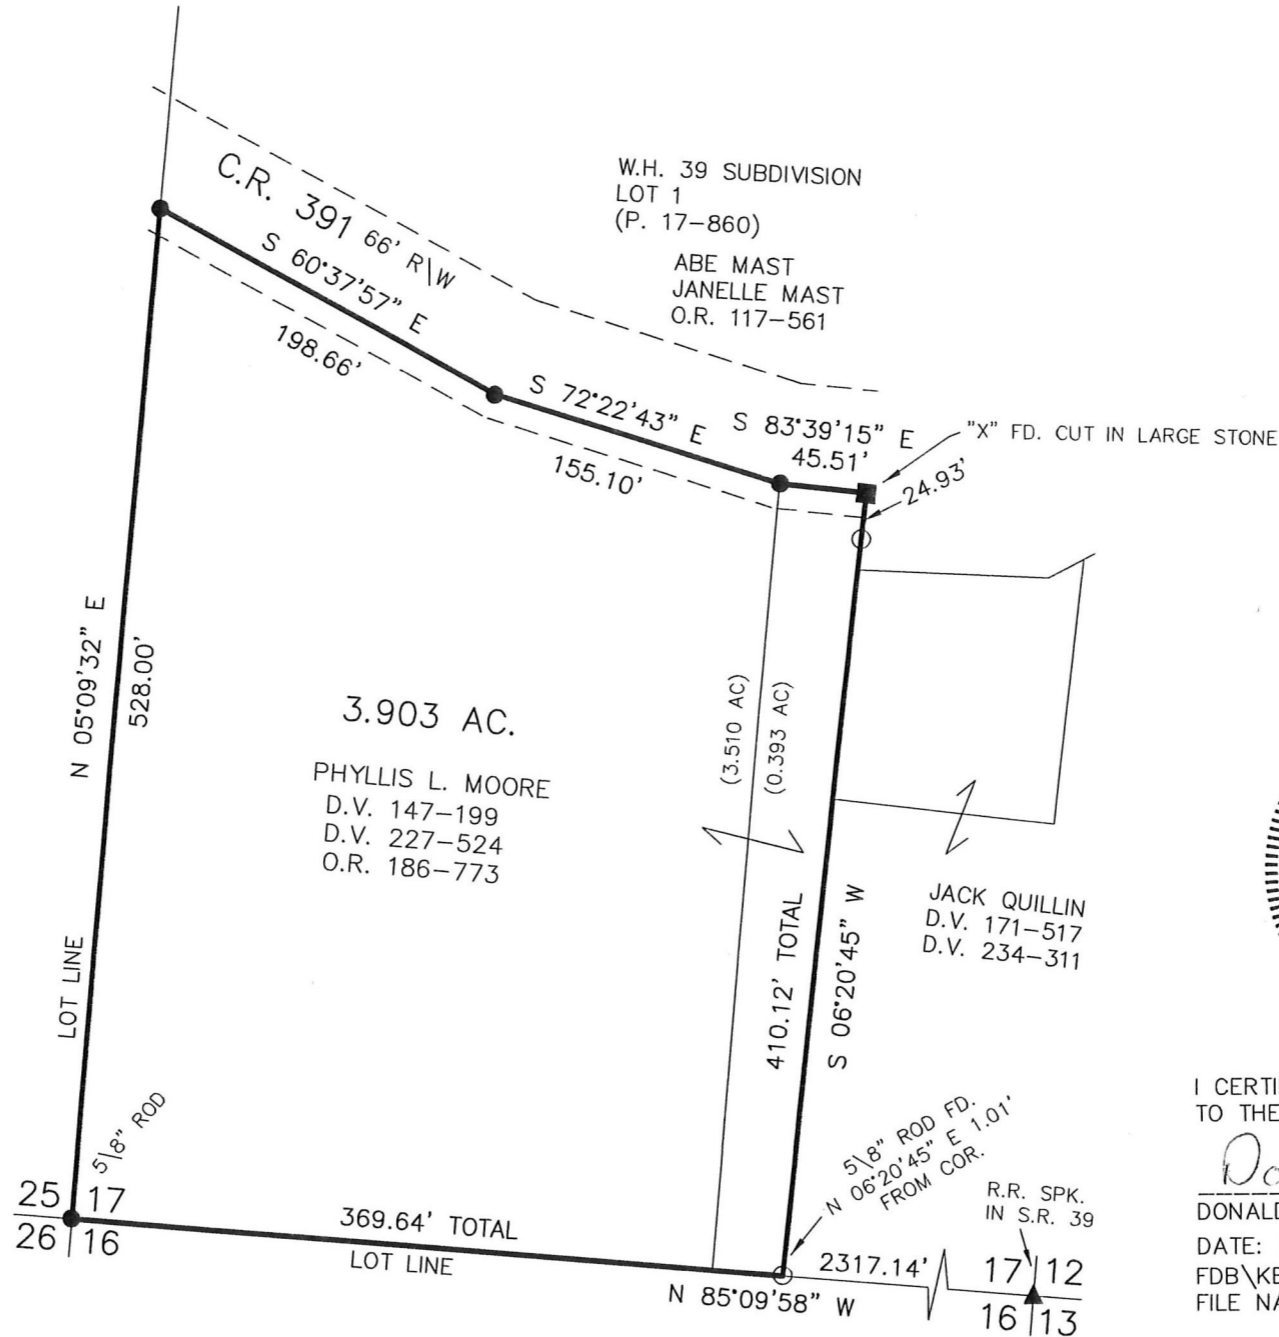 W.H. 39 SUBDIVISION
LOT 1
(P. 17-860)
ABE MAST
JANELLE MAST
O.R. 117-561
C.R. 391 66' R\W
S 60°37'57" E
198.66'
S 72°22'43" E
155.10'
S 83°39'15" E
45.51'
"X" FD. CUT IN LARGE STONE
24.93'
N 05°09'32" E
528.00'
LOT LINE
3.903 AC.
PHYLLIS L. MOORE
D.V. 147-199
D.V. 227-524
O.R. 186-773
(3.510 AC)
(0.393 AC)
410.12' TOTAL
S 06°20'45" W
JACK QUILLIN
D.V. 171-517
D.V. 234-311
5\8" ROD
25 17
26 16
369.64' TOTAL
LOT LINE
N 85°09'58" W
5\8" ROD FD.
N 06°20'45" E 1.01'
FROM COR.
2317.14'
R.R. SPK.
IN S.R. 39
17 12
16 13
I CERTI
TO THE
Do
DONALD
DATE:
FDB\KE
FILE NA